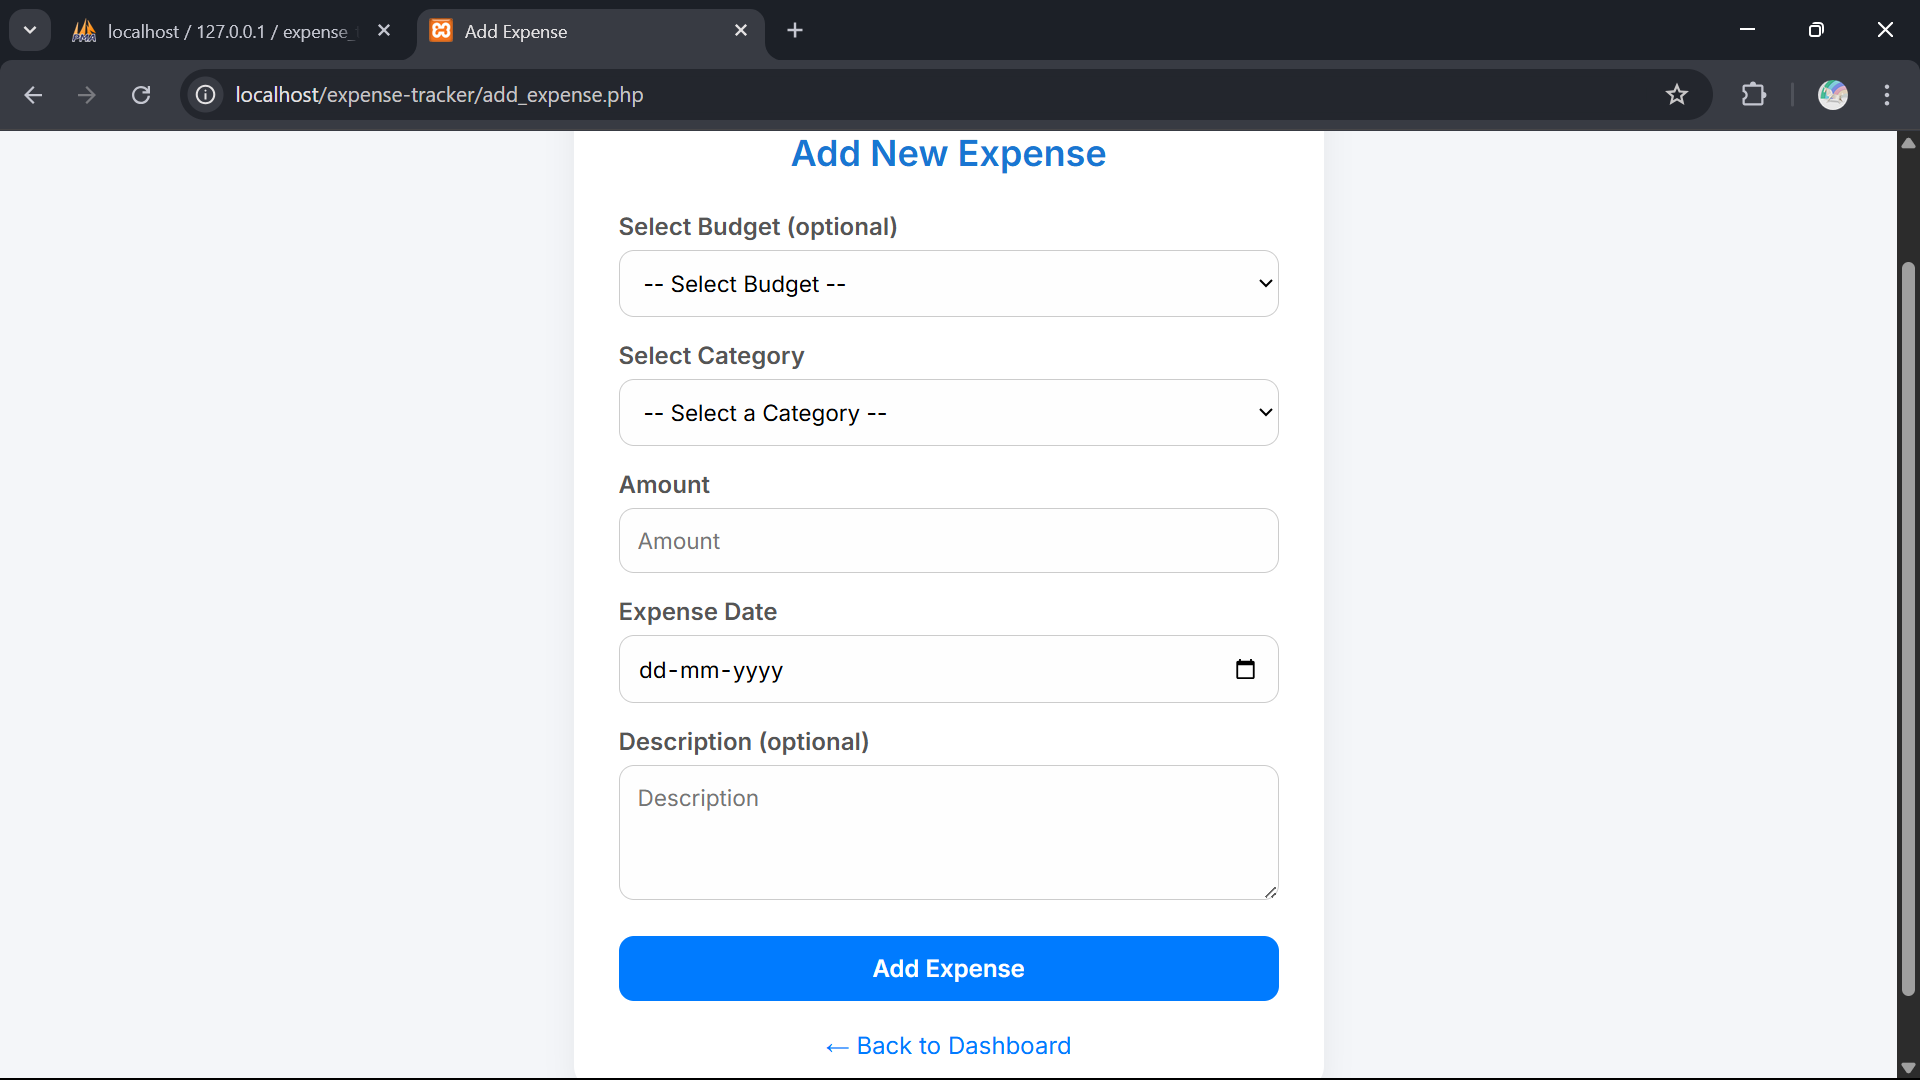 localhost / 127.0.0.1 / expense_
Add Expense
localhost/expense-tracker/add_expense.php
Add New Expense
Select Budget (optional)
-- Select Budget --
Select Category
-- Select a Category --
Amount
Amount
Expense Date
dd-mm-yyyy
Description (optional)
Description
Add Expense
← Back to Dashboard